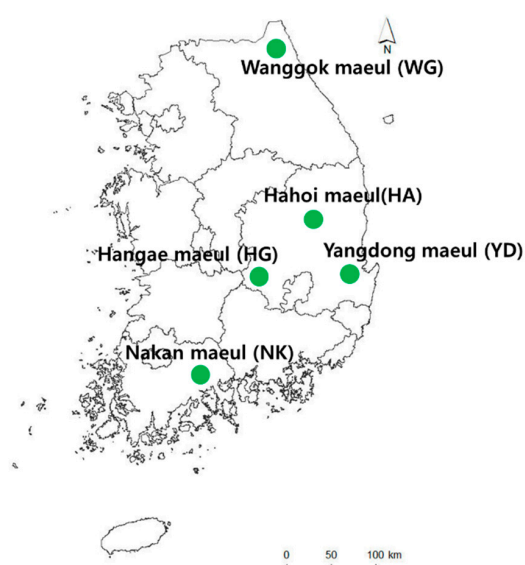 N
Wanggok maeul (WG)
Hahoi maeul(HA)
Yangdong maeul (YD)
Hangae maeul (HG)
Nakan maeul (NK)
0 50 100 km